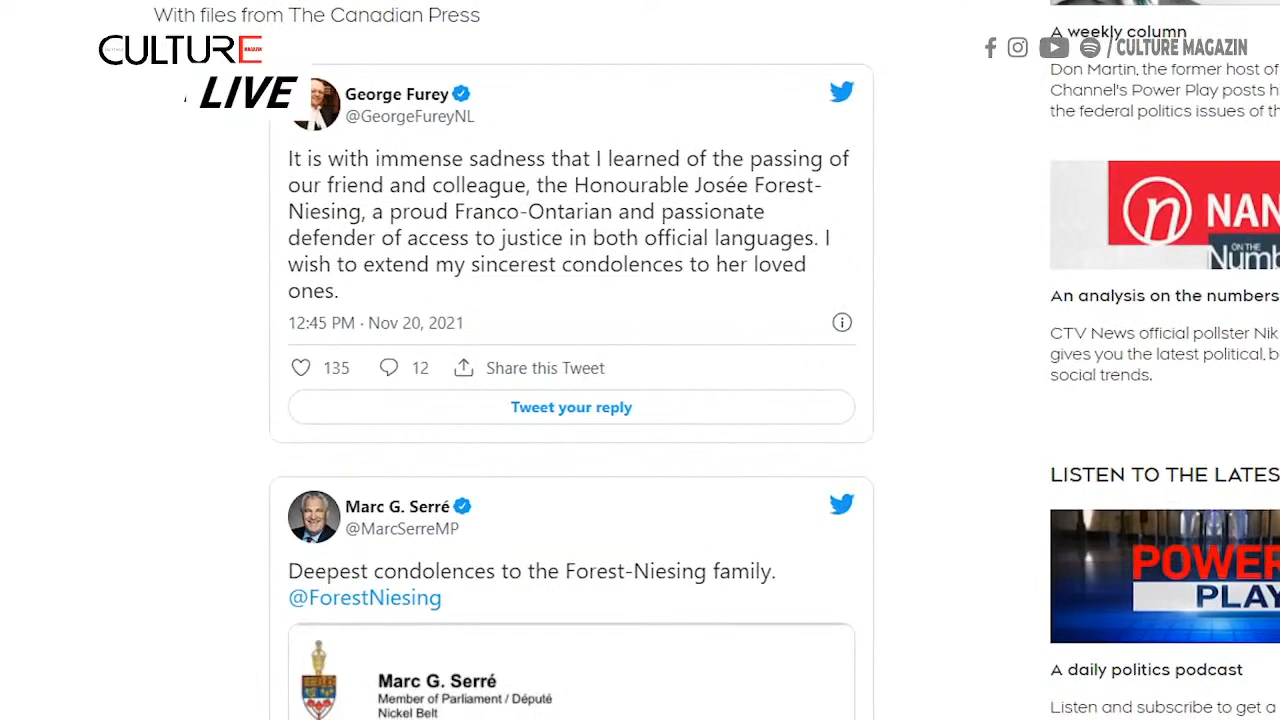 With files from The Canadian Press
CULTURE
MAGAZIN
LIVE
/ CULTURE MAGAZIN
George Furey
@GeorgeFureyNL
It is with immense sadness that I learned of the passing of
our friend and colleague, the Honourable Josée Forest-
Niesing, a proud Franco-Ontarian and passionate
defender of access to justice in both official languages. I
wish to extend my sincerest condolences to her loved
ones.
12:45 PM · Nov 20, 2021
135
12
Share this Tweet
Tweet your reply
Marc G. Serré
@MarcSerreMP
Deepest condolences to the Forest-Niesing family.
@ForestNiesing
Marc G. Serré
Member of Parliament / Député
Nickel Belt
A weekly column
Don Martin, the former host of
Channel's Power Play posts h
the federal politics issues of th
n NAN
ON THE
Numb
An analysis on the numbers
CTV News official pollster Nik
gives you the latest political, b
social trends.
LISTEN TO THE LATES
POWER
PLAY
A daily politics podcast
Listen and subscribe to get a